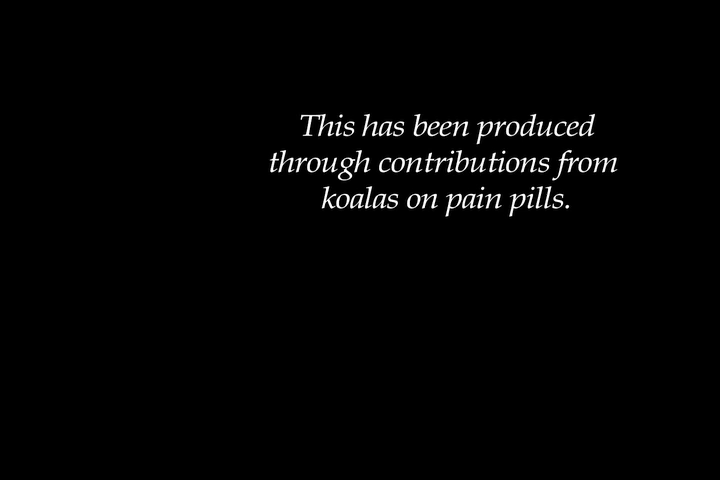 This has been produced
through contributions from
koalas on pain pills.